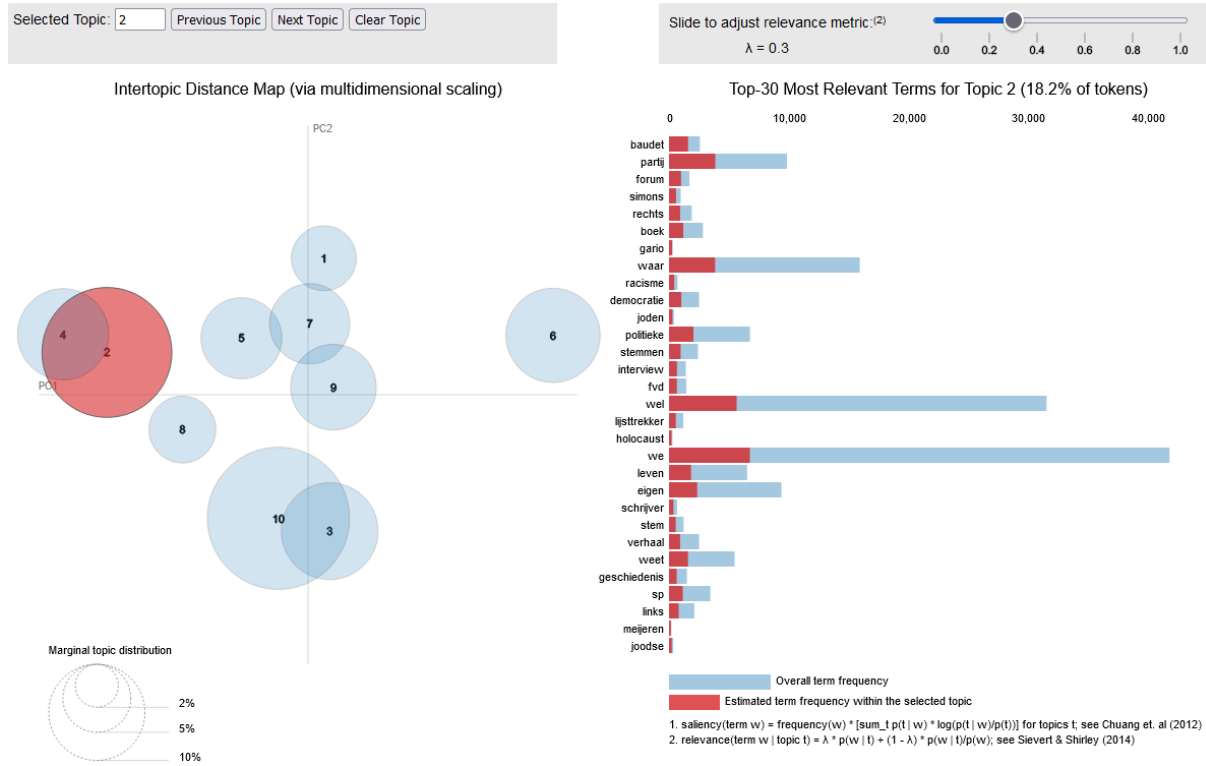 Selected Topic: 2 Previous Topic Next Topic Clear Topic
Slide to adjust relevance metric:(2)
λ = 0.3
0.0 0.2 0.4 0.6 0.8 1.0
Intertopic Distance Map (via multidimensional scaling)
PC2
PC1
1
7
5
4
2
6
9
8
10
3
Marginal topic distribution
2%
5%
10%
Top-30 Most Relevant Terms for Topic 2 (18.2% of tokens)
0 10,000 20,000 30,000 40,000
baudet
partij
forum
simons
rechts
boek
gario
waar
racisme
democratie
joden
politieke
stemmen
interview
fvd
wel
lijsttrekker
holocaust
we
leven
eigen
schrijver
stem
verhaal
weet
geschiedenis
sp
links
meijeren
joodse
Overall term frequency
Estimated term frequency within the selected topic
1. saliency(term w) = frequency(w) * [sum_t p(t | w) * log(p(t | w)/p(t))] for topics t; see Chuang et. al (2012)
2. relevance(term w | topic t) = λ * p(w | t) + (1 - λ) * p(w | t)/p(w); see Sievert & Shirley (2014)